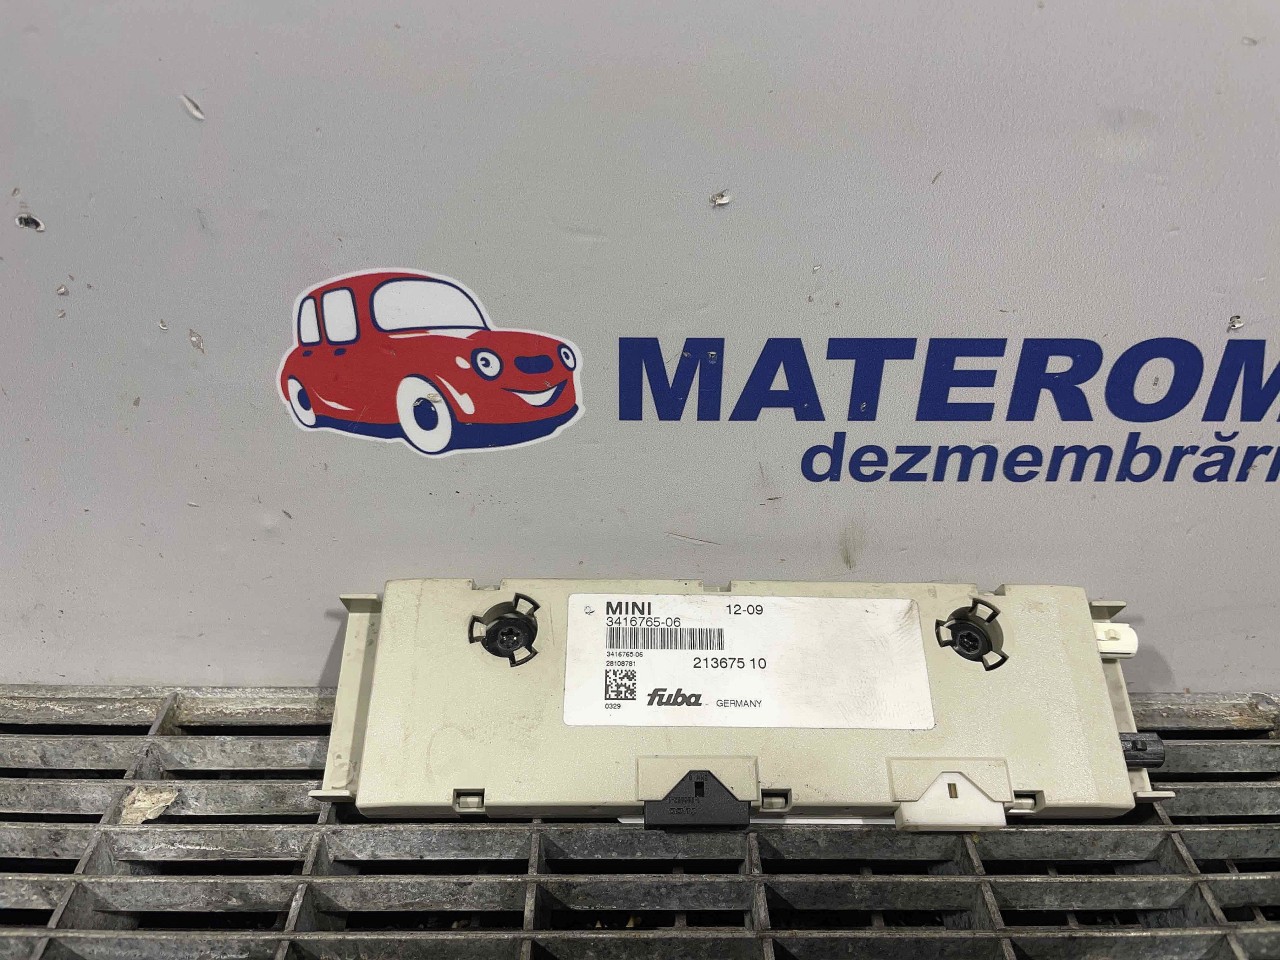 MATEROM
dezmembrări
MINI 12-09
3416765-06
3416765-06
28108781
213675 10
0329
fuba GERMANY